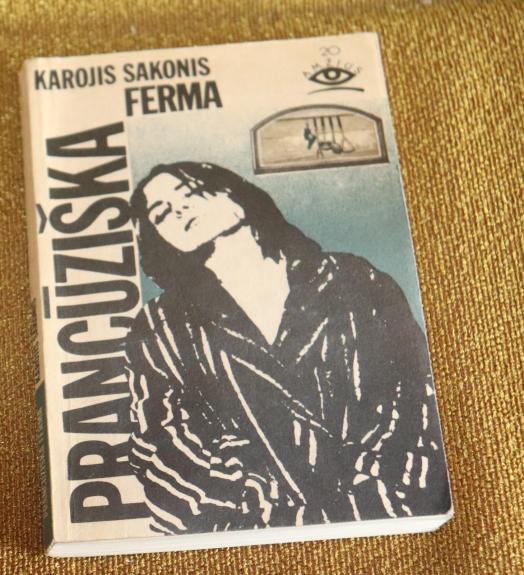 KAROJIS SAKONIS
FERMA
PRANCŪZIŠKA
20
AMŽIUS